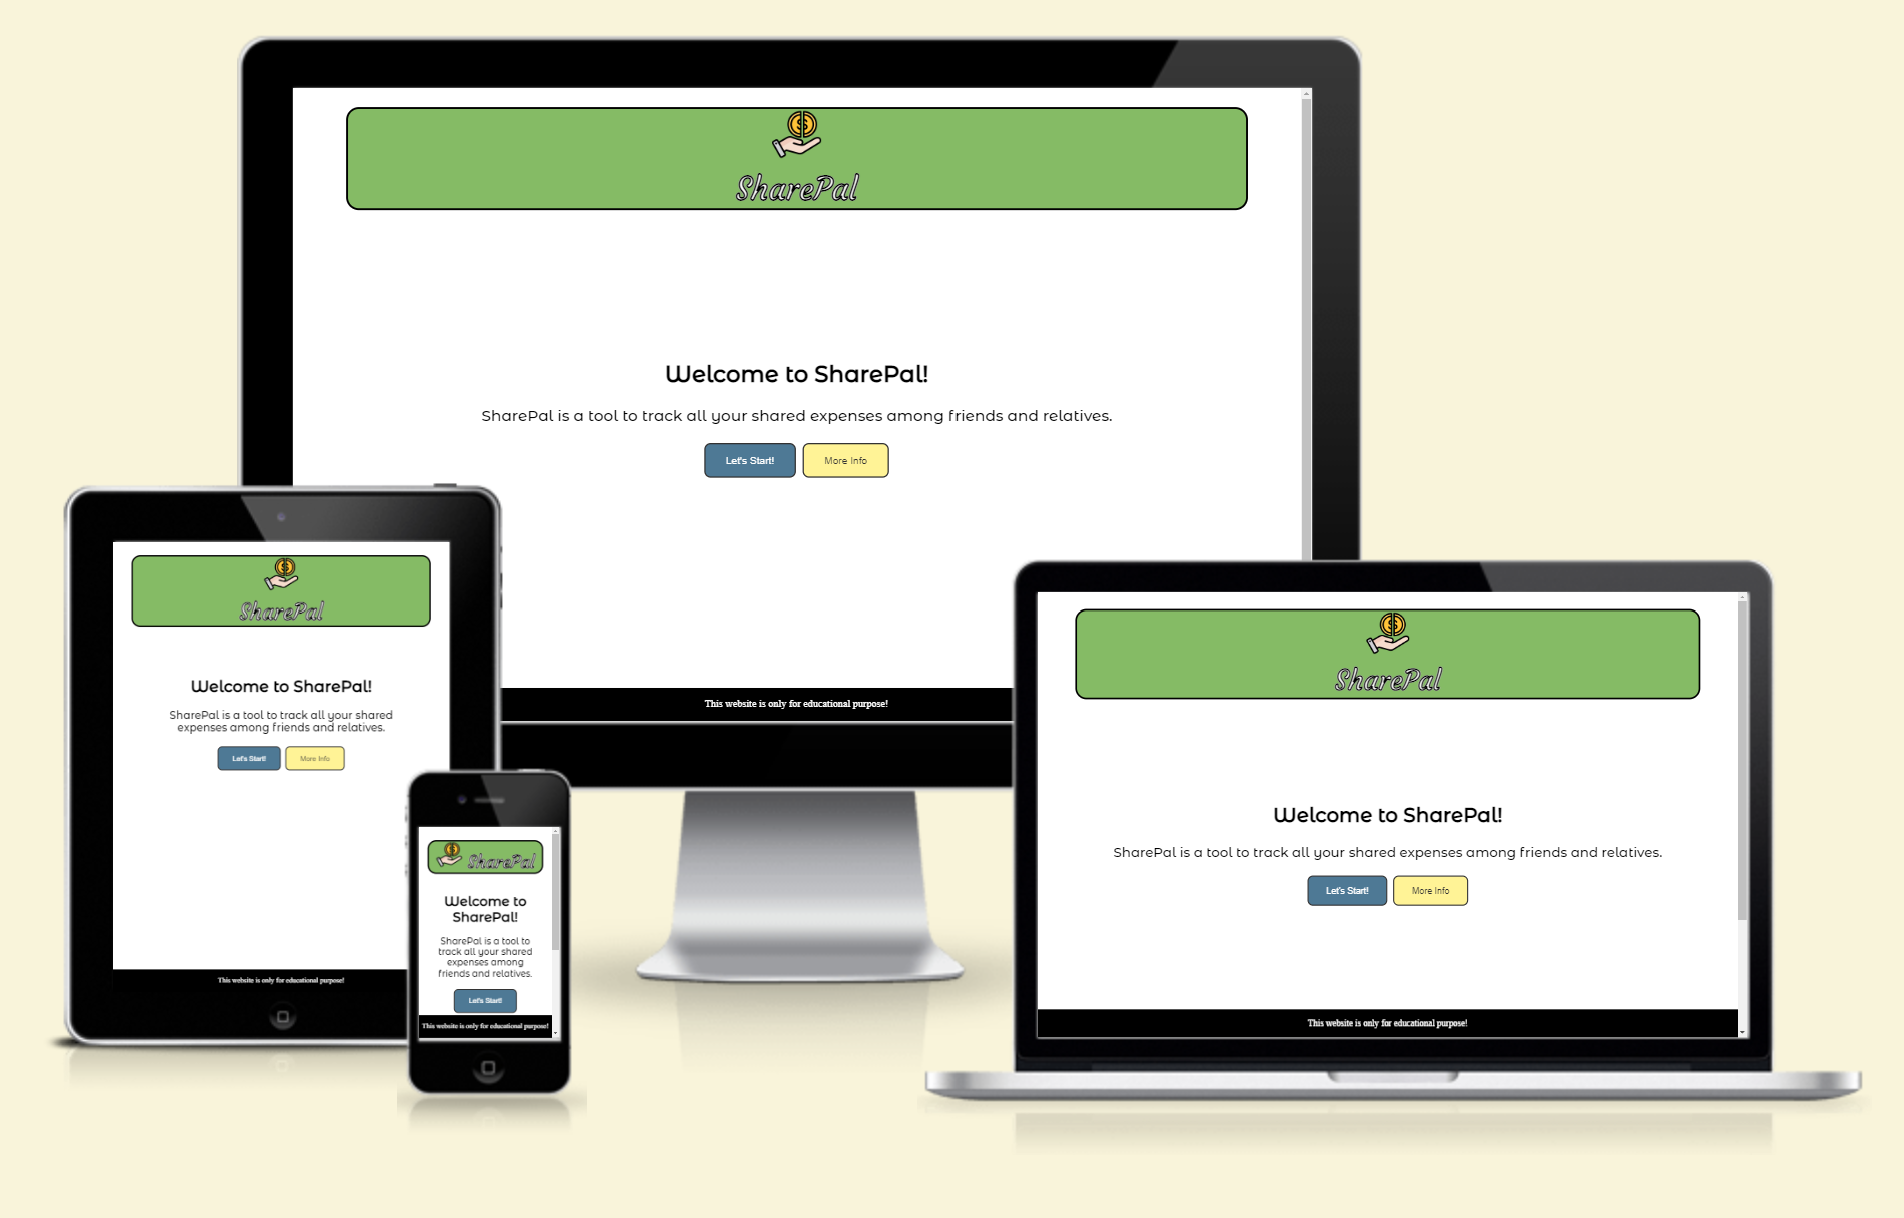 SharePal
Welcome to SharePal!
SharePal is a tool to track all your shared expenses among friends and relatives.
Let's Start!
More Info
This website is only for educational purpose!
SharePal
Welcome to SharePal!
SharePal is a tool to track all your shared
expenses among friends and relatives.
Let's Start!
More Info
This website is only for educational purpose!
SharePal
Welcome to
SharePal!
SharePal is a tool to
track all your shared
expenses among
friends and relatives.
Let's Start!
This website is only for educational purpose!
SharePal
Welcome to SharePal!
SharePal is a tool to track all your shared expenses among friends and relatives.
Let's Start!
More Info
This website is only for educational purpose!